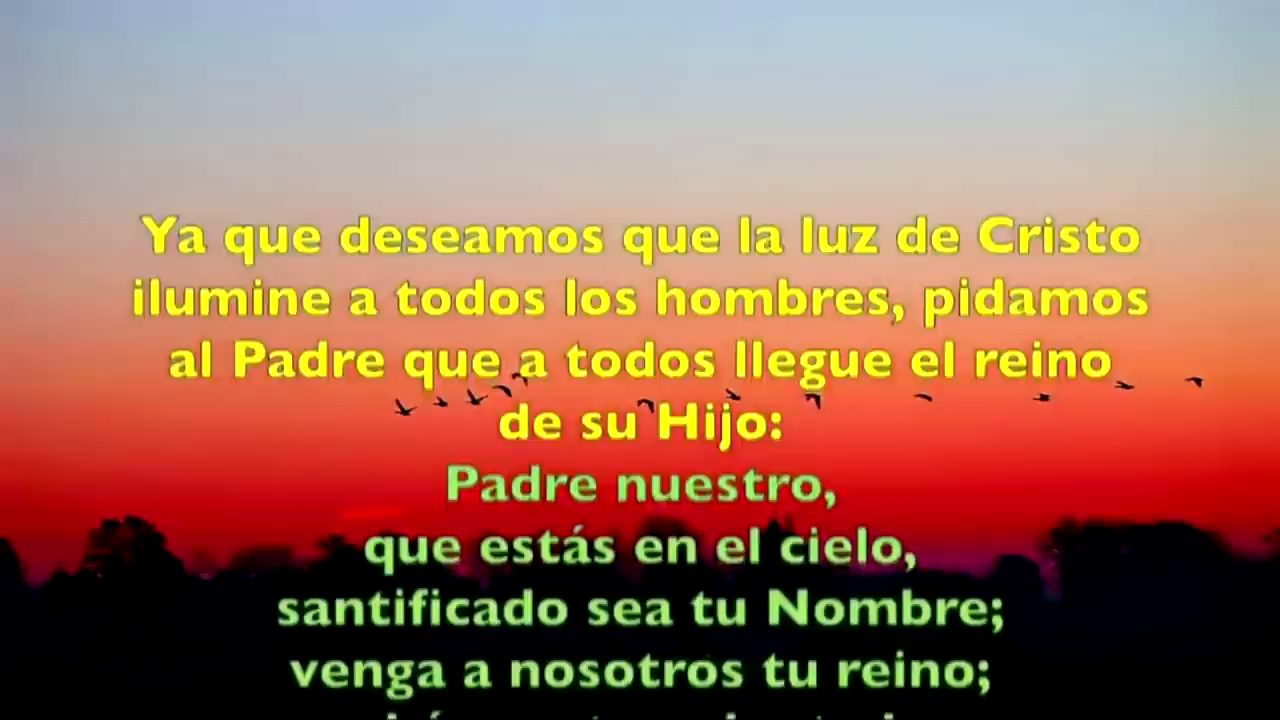 Ya que deseamos que la luz de Cristo
ilumine a todos los hombres, pidamos
al Padre que a todos llegue el reino
de su Hijo:
Padre nuestro,
que estás en el cielo,
santificado sea tu Nombre;
venga a nosotros tu reino;